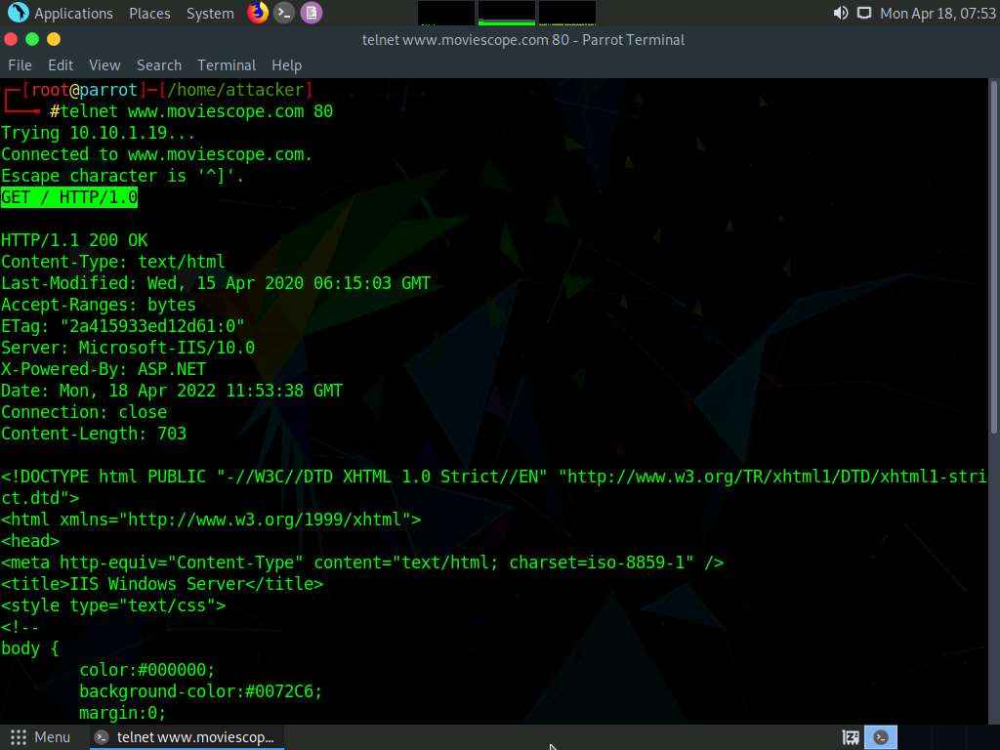 Applications Places System Mon Apr 18, 07:53
telnet www.moviescope.com 80 - Parrot Terminal
File Edit View Search Terminal Help
┌─[root@parrot]─[/home/attacker]
└──╼ #telnet www.moviescope.com 80
Trying 10.10.1.19...
Connected to www.moviescope.com.
Escape character is '^]'.
GET / HTTP/1.0
HTTP/1.1 200 OK
Content-Type: text/html
Last-Modified: Wed, 15 Apr 2020 06:15:03 GMT
Accept-Ranges: bytes
ETag: "2a415933ed12d61:0"
Server: Microsoft-IIS/10.0
X-Powered-By: ASP.NET
Date: Mon, 18 Apr 2022 11:53:38 GMT
Connection: close
Content-Length: 703
<!DOCTYPE html PUBLIC "-//W3C//DTD XHTML 1.0 Strict//EN" "http://www.w3.org/TR/xhtml1/DTD/xhtml1-stri
ct.dtd">
<html xmlns="http://www.w3.org/1999/xhtml">
<head>
<meta http-equiv="Content-Type" content="text/html; charset=iso-8859-1" />
<title>IIS Windows Server</title>
<style type="text/css">
<!--
body {
color:#000000;
background-color:#0072C6;
margin:0;
Menu telnet www.moviescop...